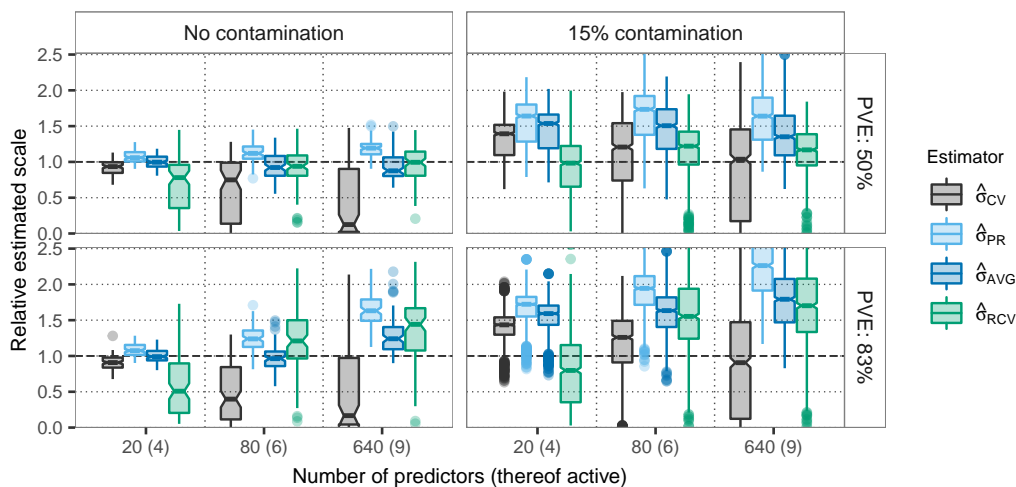 No contamination
15% contamination
Relative estimated scale
2.5
2.0
1.5
1.0
0.5
0.0
PVE: 50%
2.5
2.0
1.5
1.0
0.5
0.0
PVE: 83%
20 (4)
80 (6)
640 (9)
20 (4)
80 (6)
640 (9)
Number of predictors (thereof active)
Estimator
σ̂CV
σ̂PR
σ̂AVG
σ̂RCV